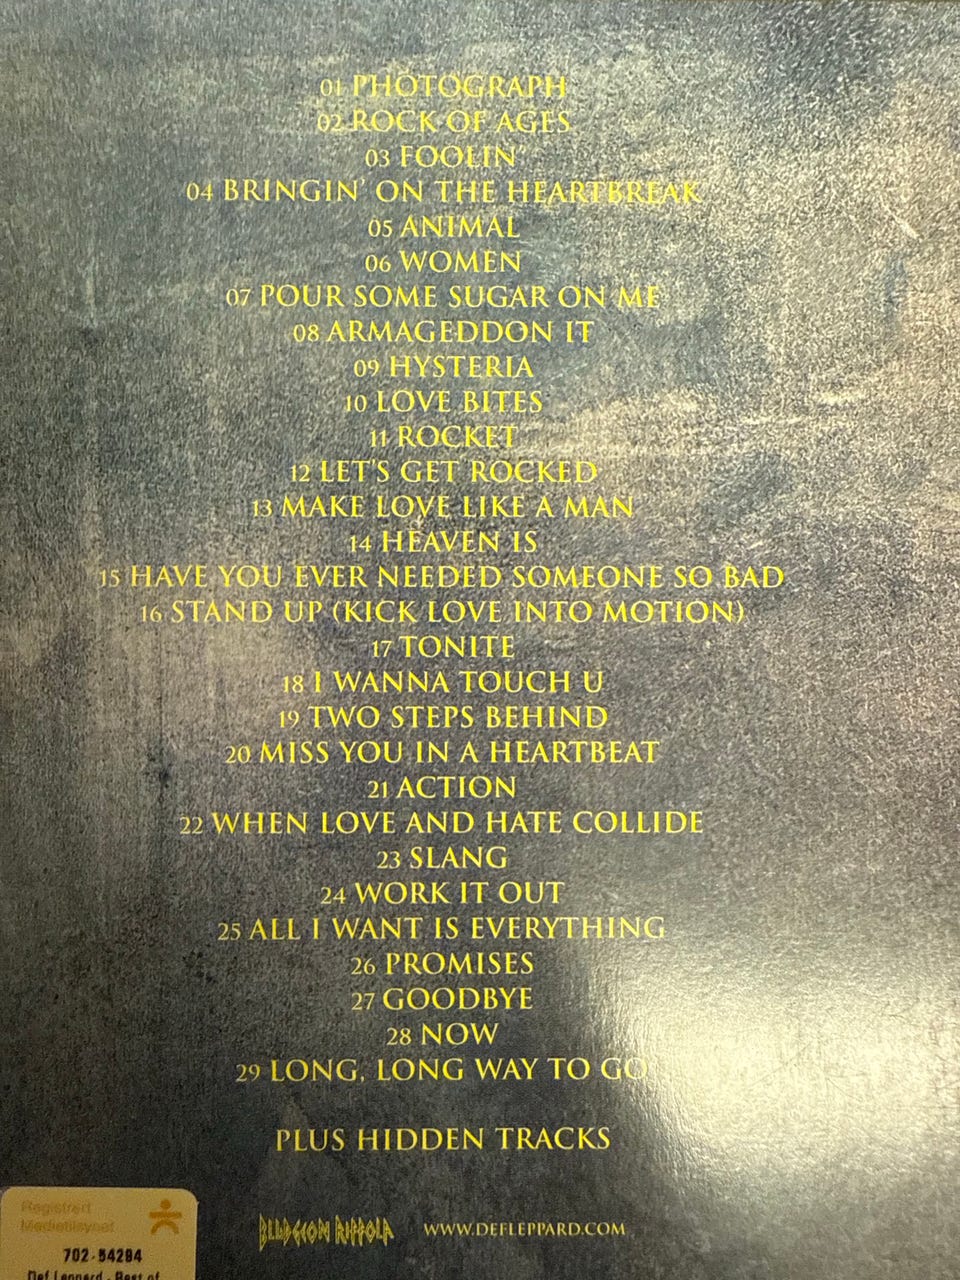 01 PHOTOGRAPH
02 ROCK OF AGES
03 FOOLIN'
04 BRINGIN' ON THE HEARTBREAK
05 ANIMAL
06 WOMEN
07 POUR SOME SUGAR ON ME
08 ARMAGEDDON IT
09 HYSTERIA
10 LOVE BITES
11 ROCKET
12 LET'S GET ROCKED
13 MAKE LOVE LIKE A MAN
14 HEAVEN IS
15 HAVE YOU EVER NEEDED SOMEONE SO BAD
16 STAND UP (KICK LOVE INTO MOTION)
17 TONITE
18 I WANNA TOUCH U
19 TWO STEPS BEHIND
20 MISS YOU IN A HEARTBEAT
21 ACTION
22 WHEN LOVE AND HATE COLLIDE
23 SLANG
24 WORK IT OUT
25 ALL I WANT IS EVERYTHING
26 PROMISES
27 GOODBYE
28 NOW
29 LONG, LONG WAY TO GO
PLUS HIDDEN TRACKS
BLUDGEON RIFFOLA WWW.DEFLEPPARD.COM
Registrert
Medietilsynet
702-54284
Def Leppard - Best of